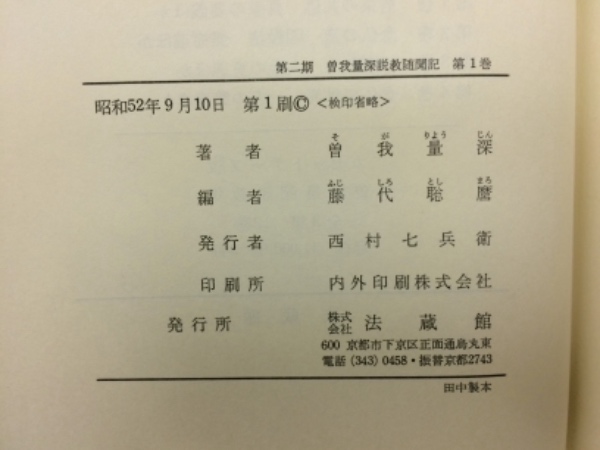 第二期 曽我量深説教随聞記 第1巻
昭和52年9月10日 第1刷© <検印省略>
そ が りょう じん
著者 曽我量深
ふじ しろ とし まろ
編者 藤代聡麿
発行者 西村七兵衛
印刷所 内外印刷株式会社
発行所 株式会社 法蔵館
600 京都市下京区正面通烏丸東
電話(343)0458・振替京都2743
田中製本